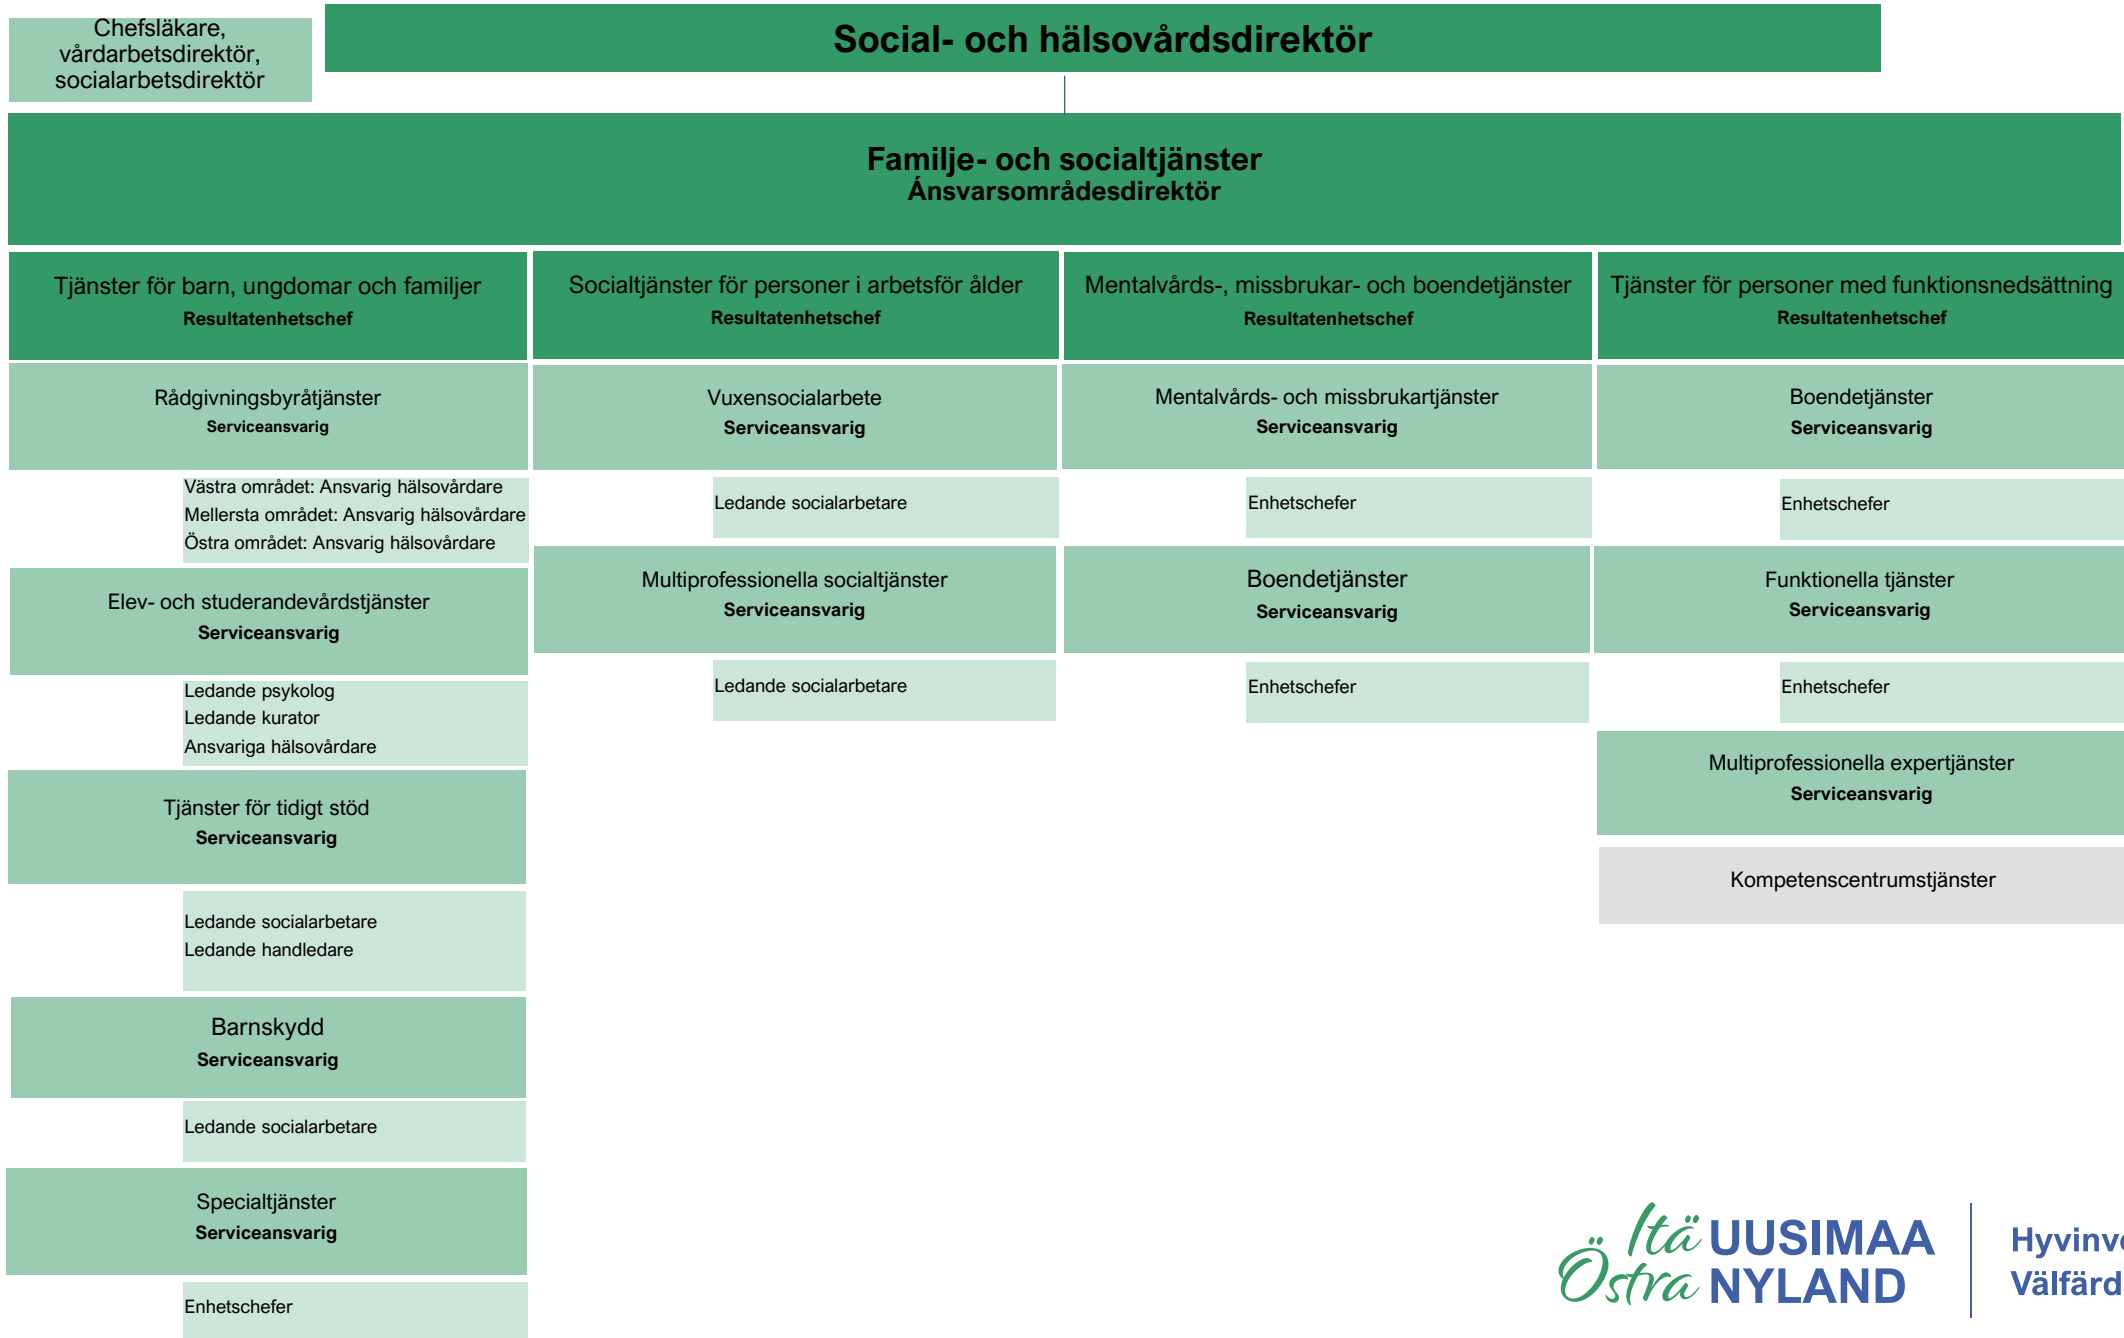 Chefsläkare,
vårdarbetsdirektör,
socialarbetsdirektör
Social- och hälsovårdsdirektör
Familje- och socialtjänster
Ánsvarsområdesdirektör
Tjänster för barn, ungdomar och familjer
Resultatenhetschef
Rådgivningsbyråtjänster
Serviceansvarig
Västra området: Ansvarig hälsovårdare
Mellersta området: Ansvarig hälsovårdare
Östra området: Ansvarig hälsovårdare
Elev- och studerandevårdstjänster
Serviceansvarig
Ledande psykolog
Ledande kurator
Ansvariga hälsovårdare
Tjänster för tidigt stöd
Serviceansvarig
Ledande socialarbetare
Ledande handledare
Barnskydd
Serviceansvarig
Ledande socialarbetare
Specialtjänster
Serviceansvarig
Enhetschefer
Socialtjänster för personer i arbetsför ålder
Resultatenhetschef
Vuxensocialarbete
Serviceansvarig
Ledande socialarbetare
Multiprofessionella socialtjänster
Serviceansvarig
Ledande socialarbetare
Mentalvårds-, missbrukar- och boendetjänster
Resultatenhetschef
Mentalvårds- och missbrukartjänster
Serviceansvarig
Enhetschefer
Boendetjänster
Serviceansvarig
Enhetschefer
Tjänster för personer med funktionsnedsättning
Resultatenhetschef
Boendetjänster
Serviceansvarig
Enhetschefer
Funktionella tjänster
Serviceansvarig
Enhetschefer
Multiprofessionella expertjänster
Serviceansvarig
Kompetenscentrumstjänster
Itä UUSIMAA
Östra NYLAND
Välfärd